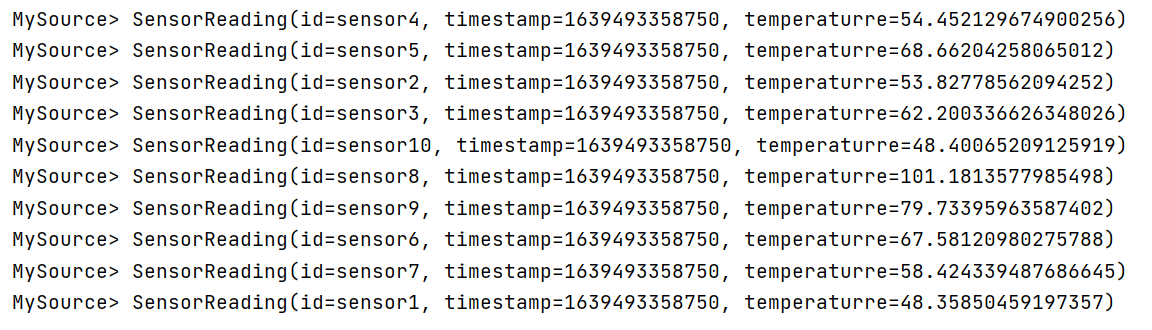 MySource> SensorReading(id=sensor4, timestamp=1639493358750, temperaturre=54.452129674900256)
MySource> SensorReading(id=sensor5, timestamp=1639493358750, temperaturre=68.66204258065012)
MySource> SensorReading(id=sensor2, timestamp=1639493358750, temperaturre=53.82778562094252)
MySource> SensorReading(id=sensor3, timestamp=1639493358750, temperaturre=62.200336626348026)
MySource> SensorReading(id=sensor10, timestamp=1639493358750, temperaturre=48.40065209125919)
MySource> SensorReading(id=sensor8, timestamp=1639493358750, temperaturre=101.1813577985498)
MySource> SensorReading(id=sensor9, timestamp=1639493358750, temperaturre=79.73395963587402)
MySource> SensorReading(id=sensor6, timestamp=1639493358750, temperaturre=67.58120980275788)
MySource> SensorReading(id=sensor7, timestamp=1639493358750, temperaturre=58.424339487686645)
MySource> SensorReading(id=sensor1, timestamp=1639493358750, temperaturre=48.35850459197357)